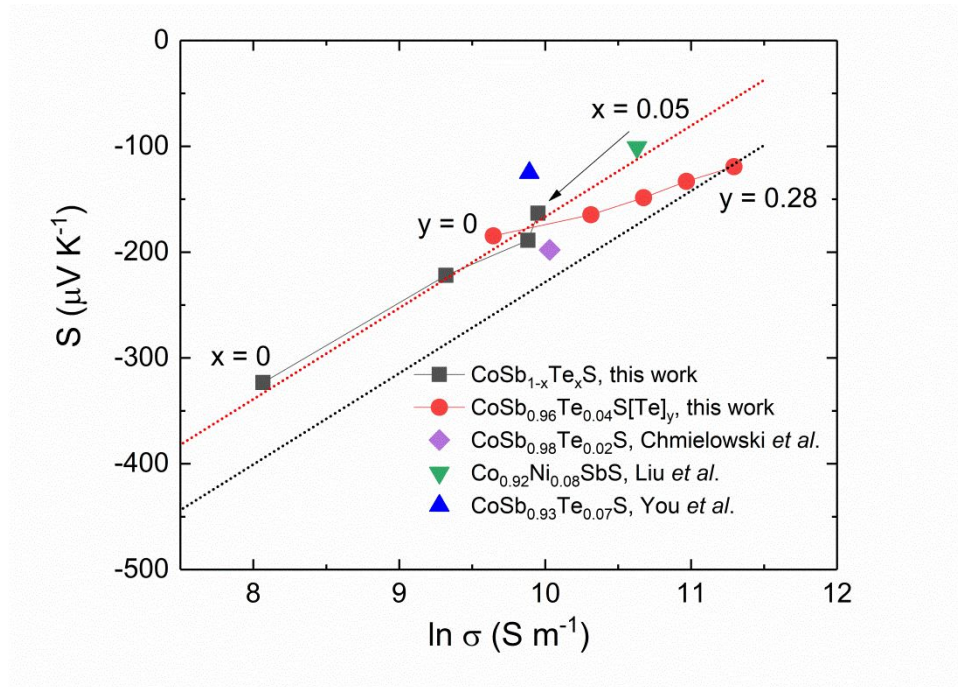 0
-100
-200
-300
-400
-500
S (μV K⁻¹)
x = 0.05
y = 0
y = 0.28
x = 0
CoSb₁₋ₓTeₓS, this work
CoSb₀.₉₆Te₀.₀₄S[Te]y, this work
CoSb₀.₉₈Te₀.₀₂S, Chmielowski et al.
Co₀.₉₂Ni₀.₀₈SbS, Liu et al.
CoSb₀.₉₃Te₀.₀₇S, You et al.
8 9 10 11 12
ln σ (S m⁻¹)